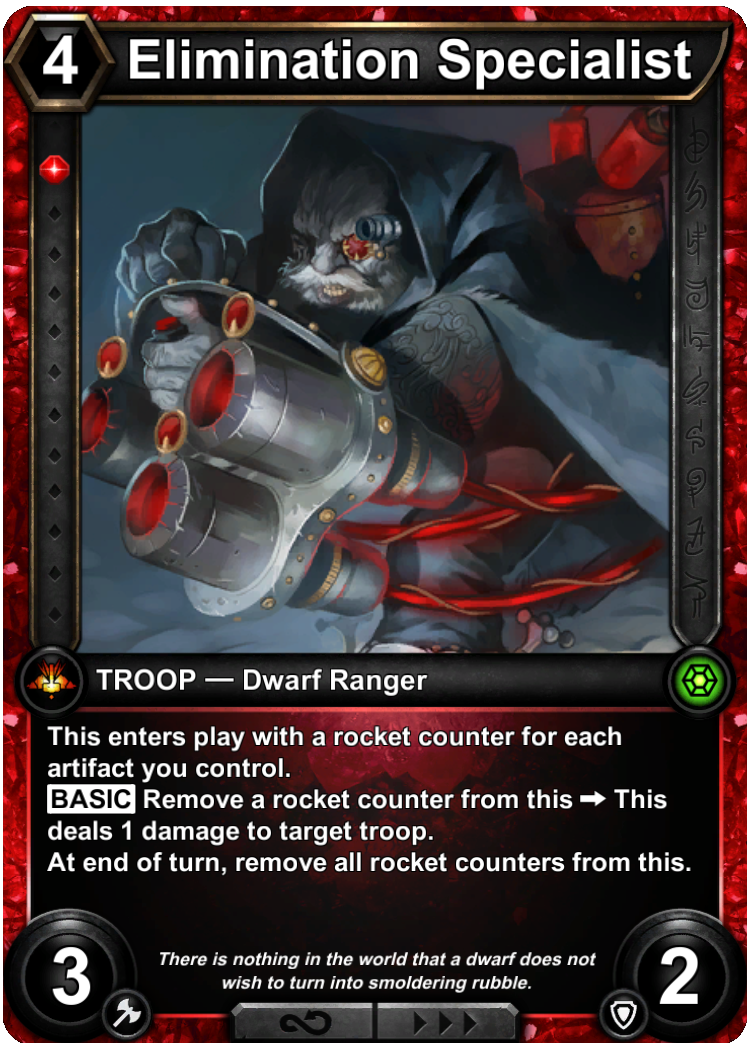 4
Elimination Specialist
TROOP — Dwarf Ranger
This enters play with a rocket counter for each
artifact you control.
BASIC Remove a rocket counter from this ➡ This
deals 1 damage to target troop.
At end of turn, remove all rocket counters from this.
There is nothing in the world that a dwarf does not
wish to turn into smoldering rubble.
3
2